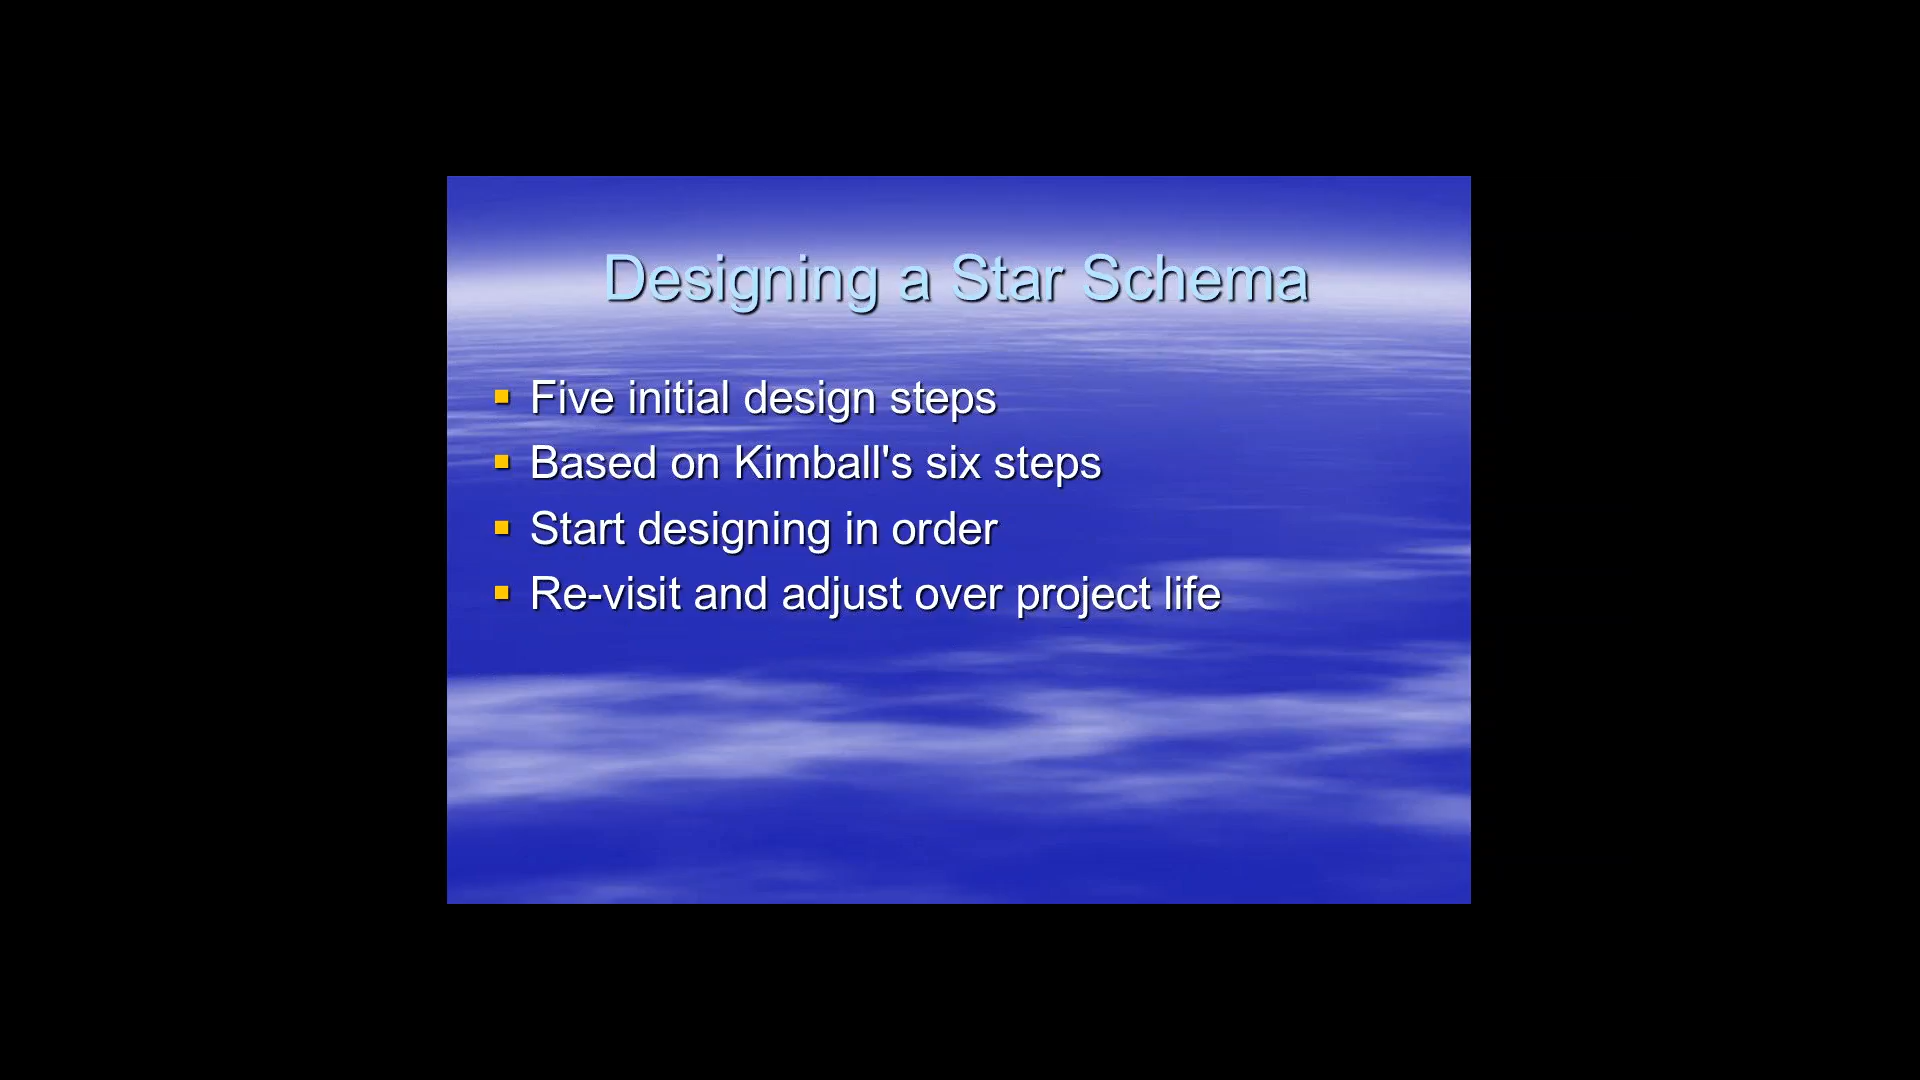 Designing a Star Schema
Five initial design steps
Based on Kimball's six steps
Start designing in order
Re-visit and adjust over project life